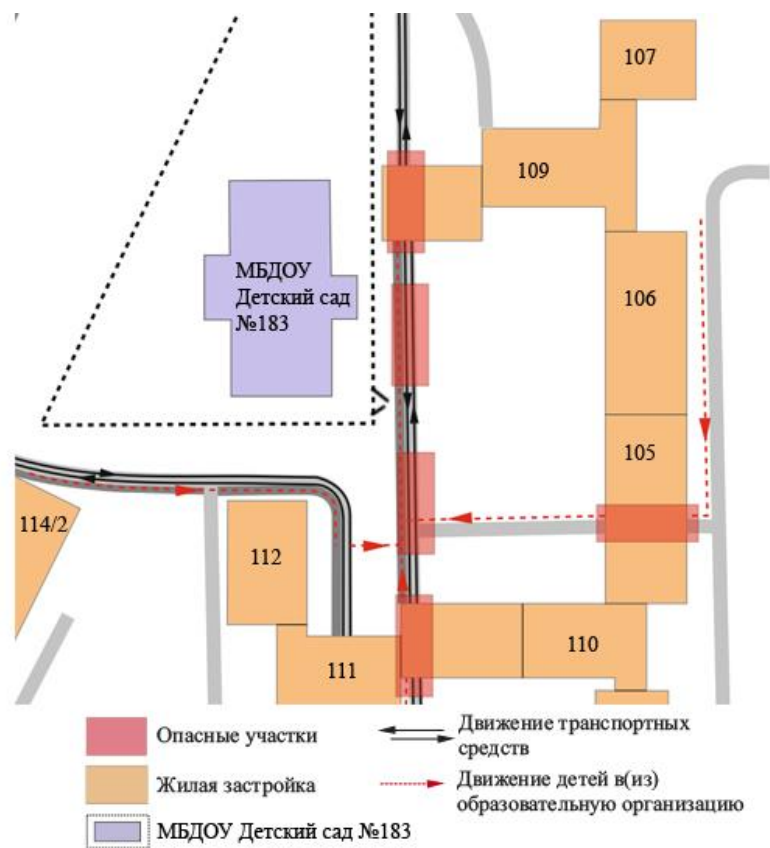 107
109
МБДОУ
Детский сад
№183
106
105
114/2
112
111
110
Опасные участки
Движение транспортных
средств
Жилая застройка
Движение детей в(из)
образовательную организацию
МБДОУ Детский сад №183